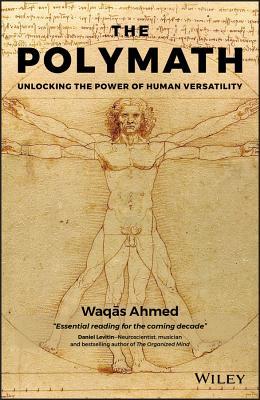 THE
POLYMATH
UNLOCKING THE POWER OF HUMAN VERSATILITY
Waqās Ahmed
"Essential reading for the coming decade"
Daniel Levitin—Neuroscientist, musician
and bestselling author of The Organized Mind
WILEY